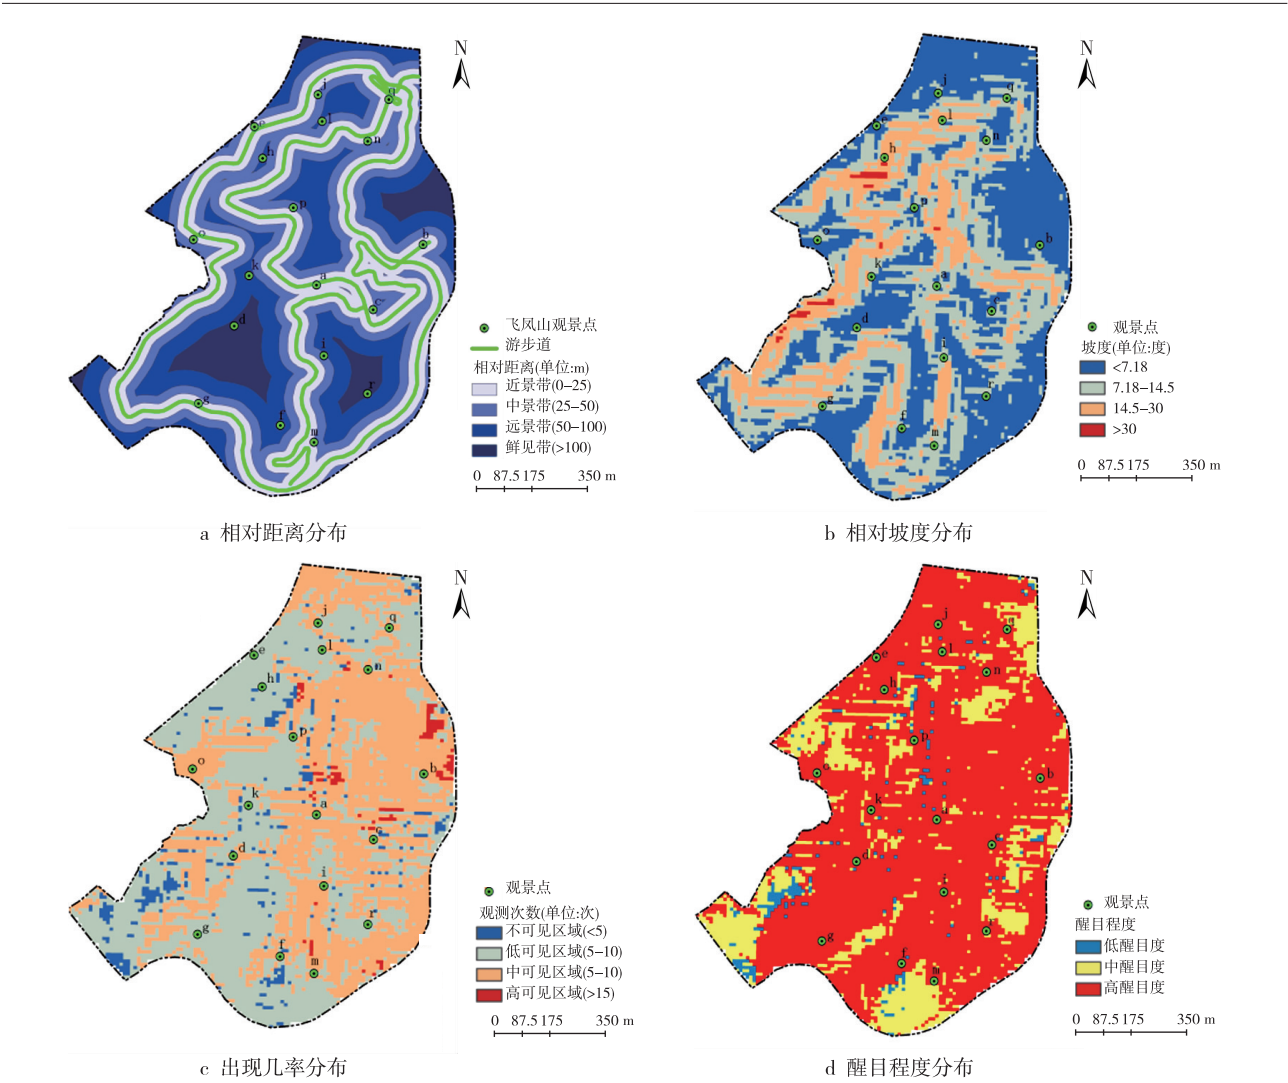 N
j
q
e
l
n
h
p
o
b
k
a
c
d
i
r
g
f
m
飞凤山观景点
游步道
相对距离(单位:m)
近景带(0–25)
中景带(25–50)
远景带(50–100)
鲜见带(>100)
0 87.5 175 350 m
a 相对距离分布
N
j
q
l
e
n
h
p
o
b
k
a
c
d
i
r
g
f
m
观景点
坡度(单位:度)
<7.18
7.18–14.5
14.5–30
>30
0 87.5 175 350 m
b 相对坡度分布
N
j
q
e
l
n
h
p
o
b
k
a
c
d
i
r
g
f
m
观景点
观测次数(单位:次)
不可见区域(<5)
低可见区域(5–10)
中可见区域(5–10)
高可见区域(>15)
0 87.5 175 350 m
c 出现几率分布
N
j
q
e
l
n
h
p
o
b
k
a
c
d
i
r
g
f
m
观景点
醒目程度
低醒目度
中醒目度
高醒目度
0 87.5 175 350 m
d 醒目程度分布